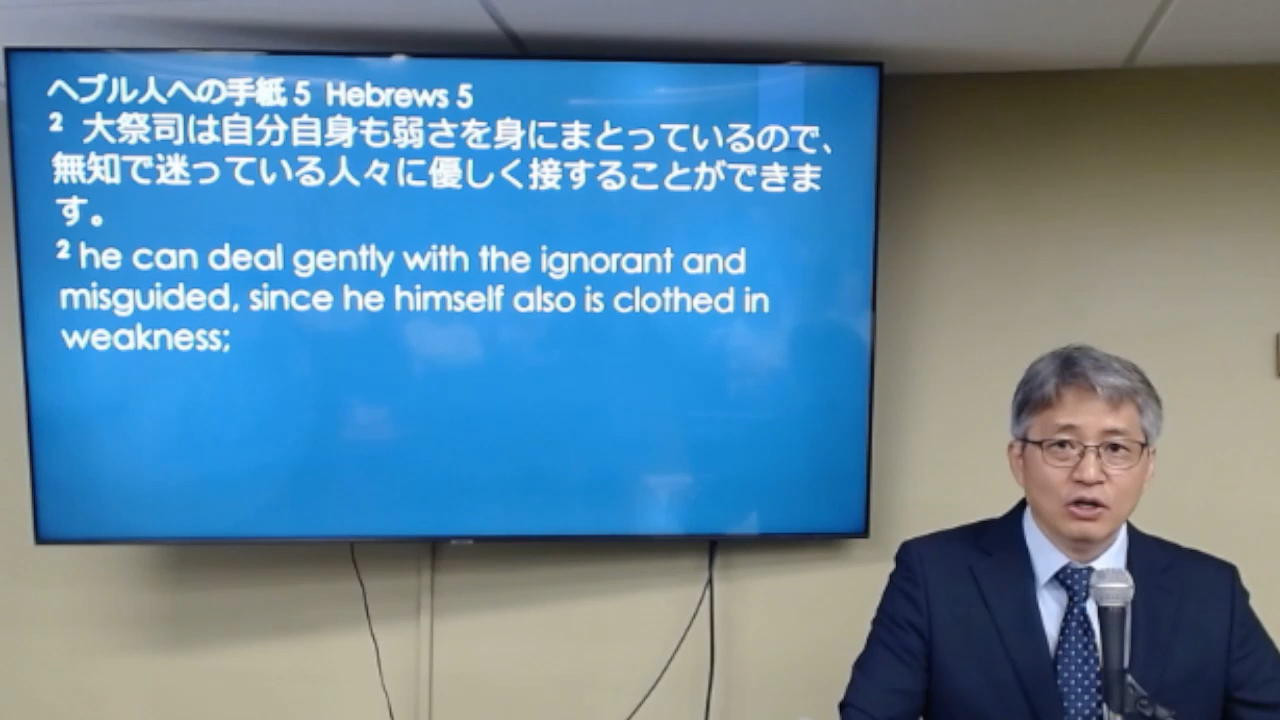 ヘブル人への手紙 5 Hebrews 5
2 大祭司は自分自身も弱さを身にまとっているので、
無知で迷っている人々に優しく接することができま
す。
2 he can deal gently with the ignorant and
misguided, since he himself also is clothed in
weakness;